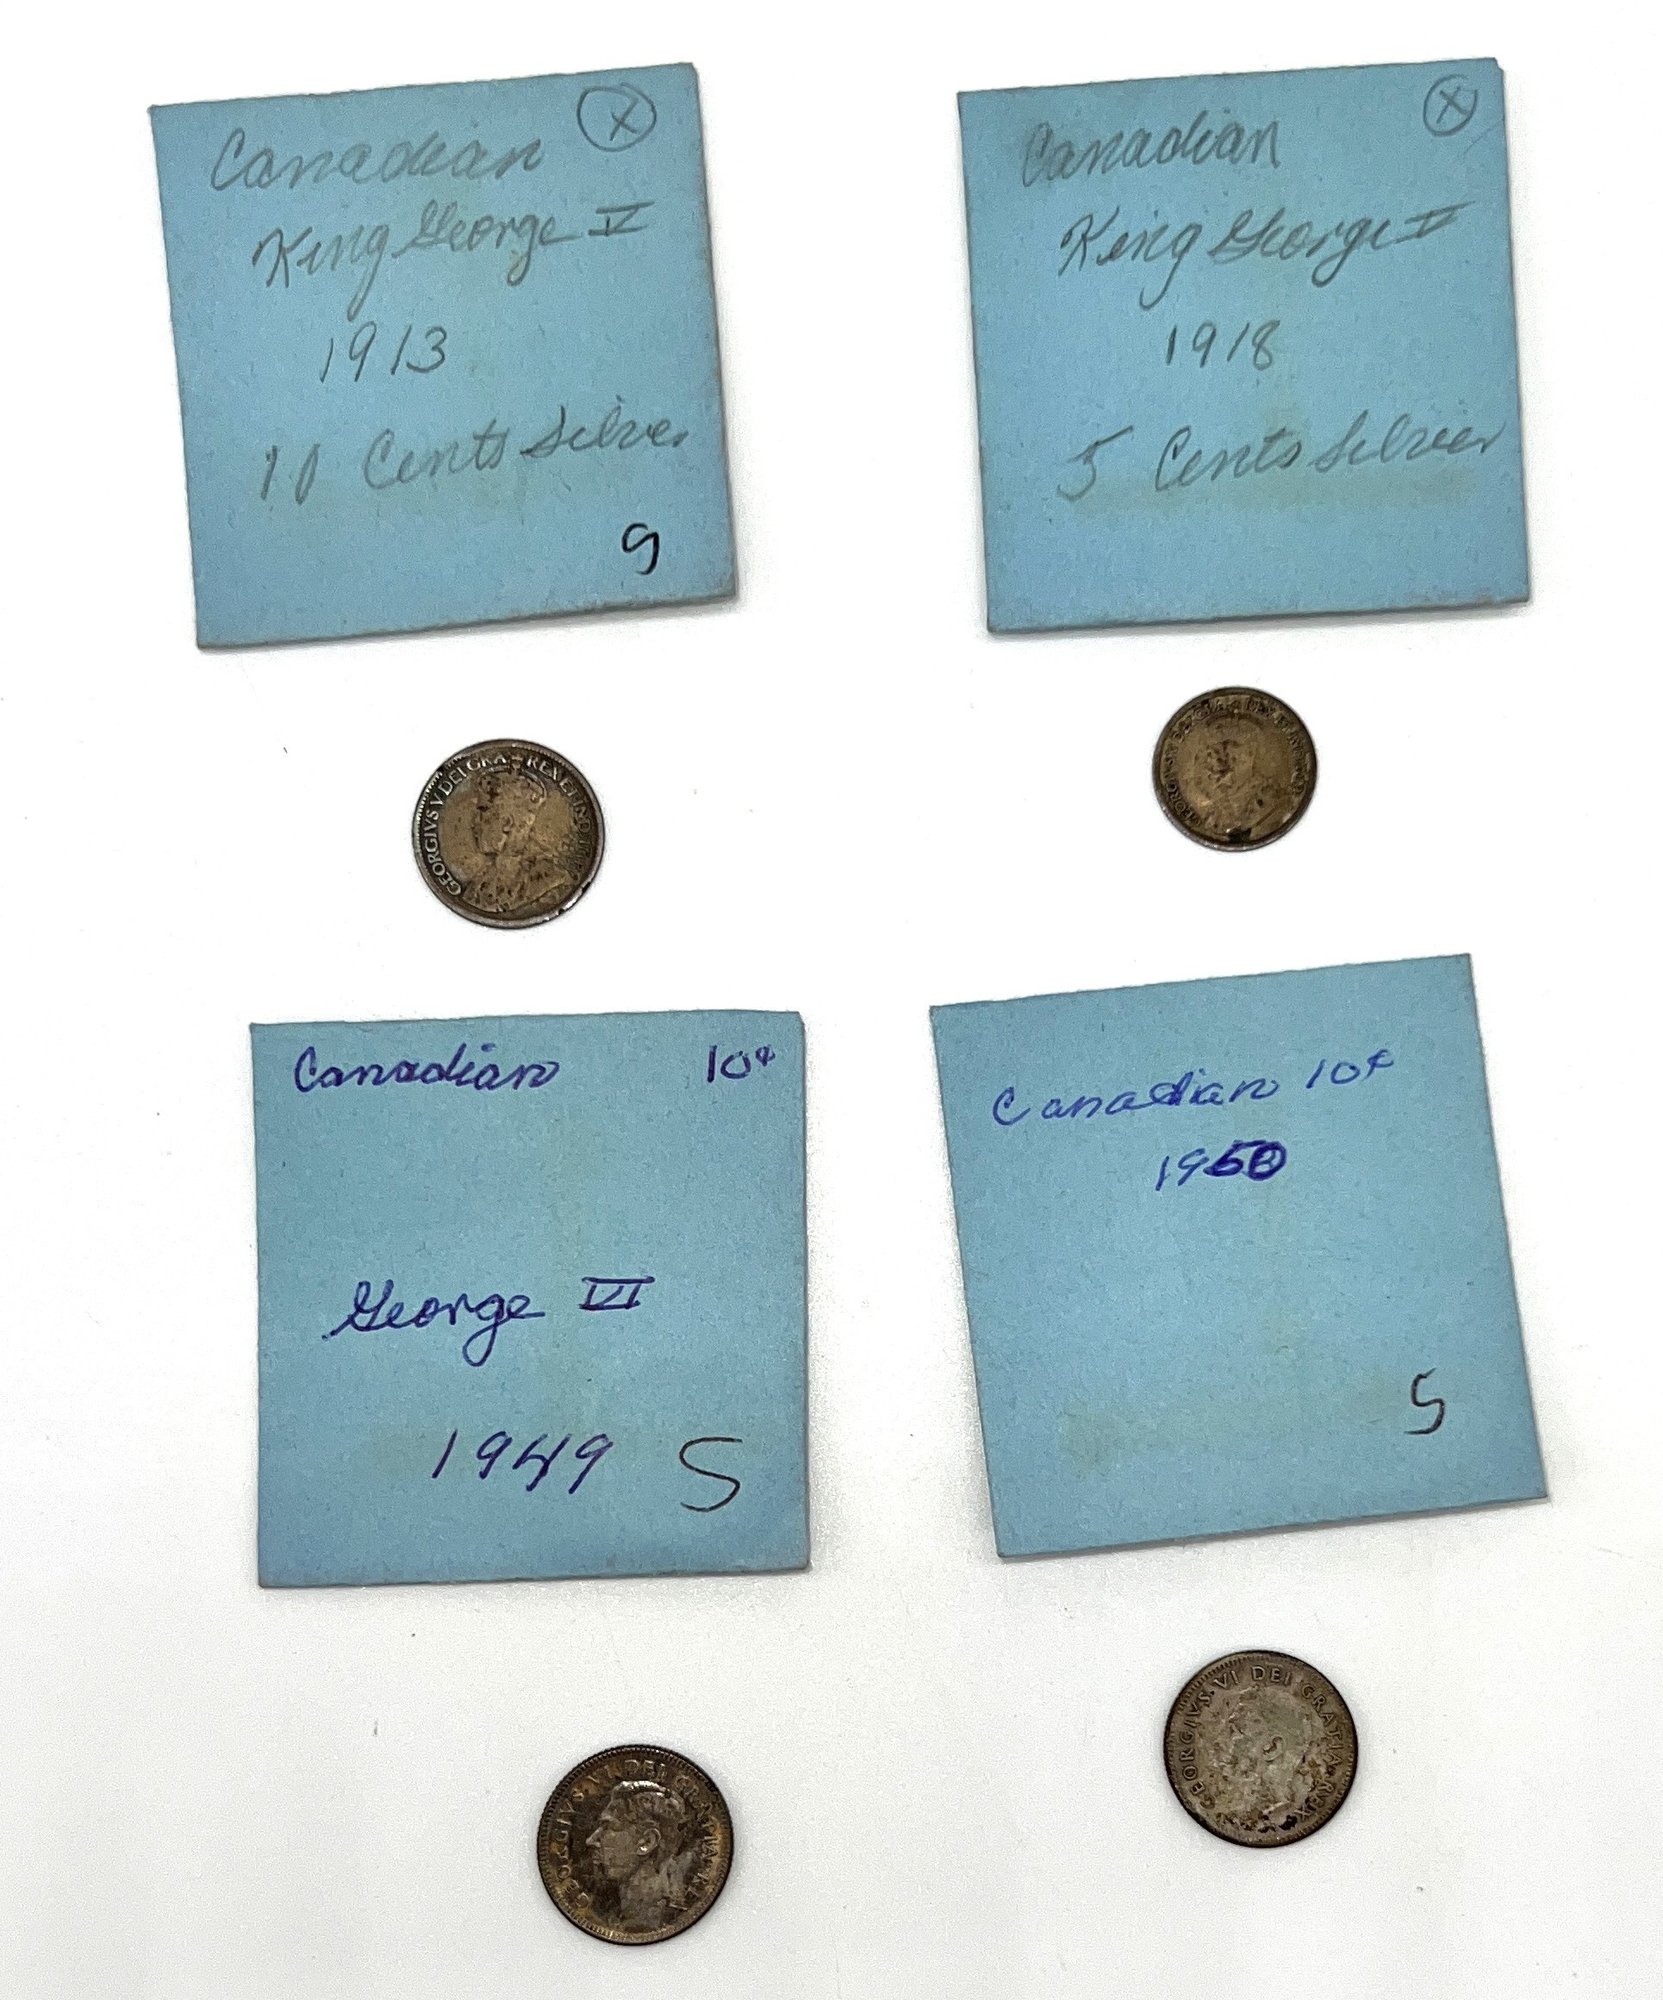 Canadian X
King George V
1913
10 Cents Silver
S
Canadian X
King George V
1918
5 Cents Silver
GEORGIVS V DEI GRA REX ET IND
Canadian 10¢
George VI
1949 S
Canadian 10¢
1950
S
GEORGIVS VI DEI GRATIA REX
GEORGIVS VI DEI GRATIA REX